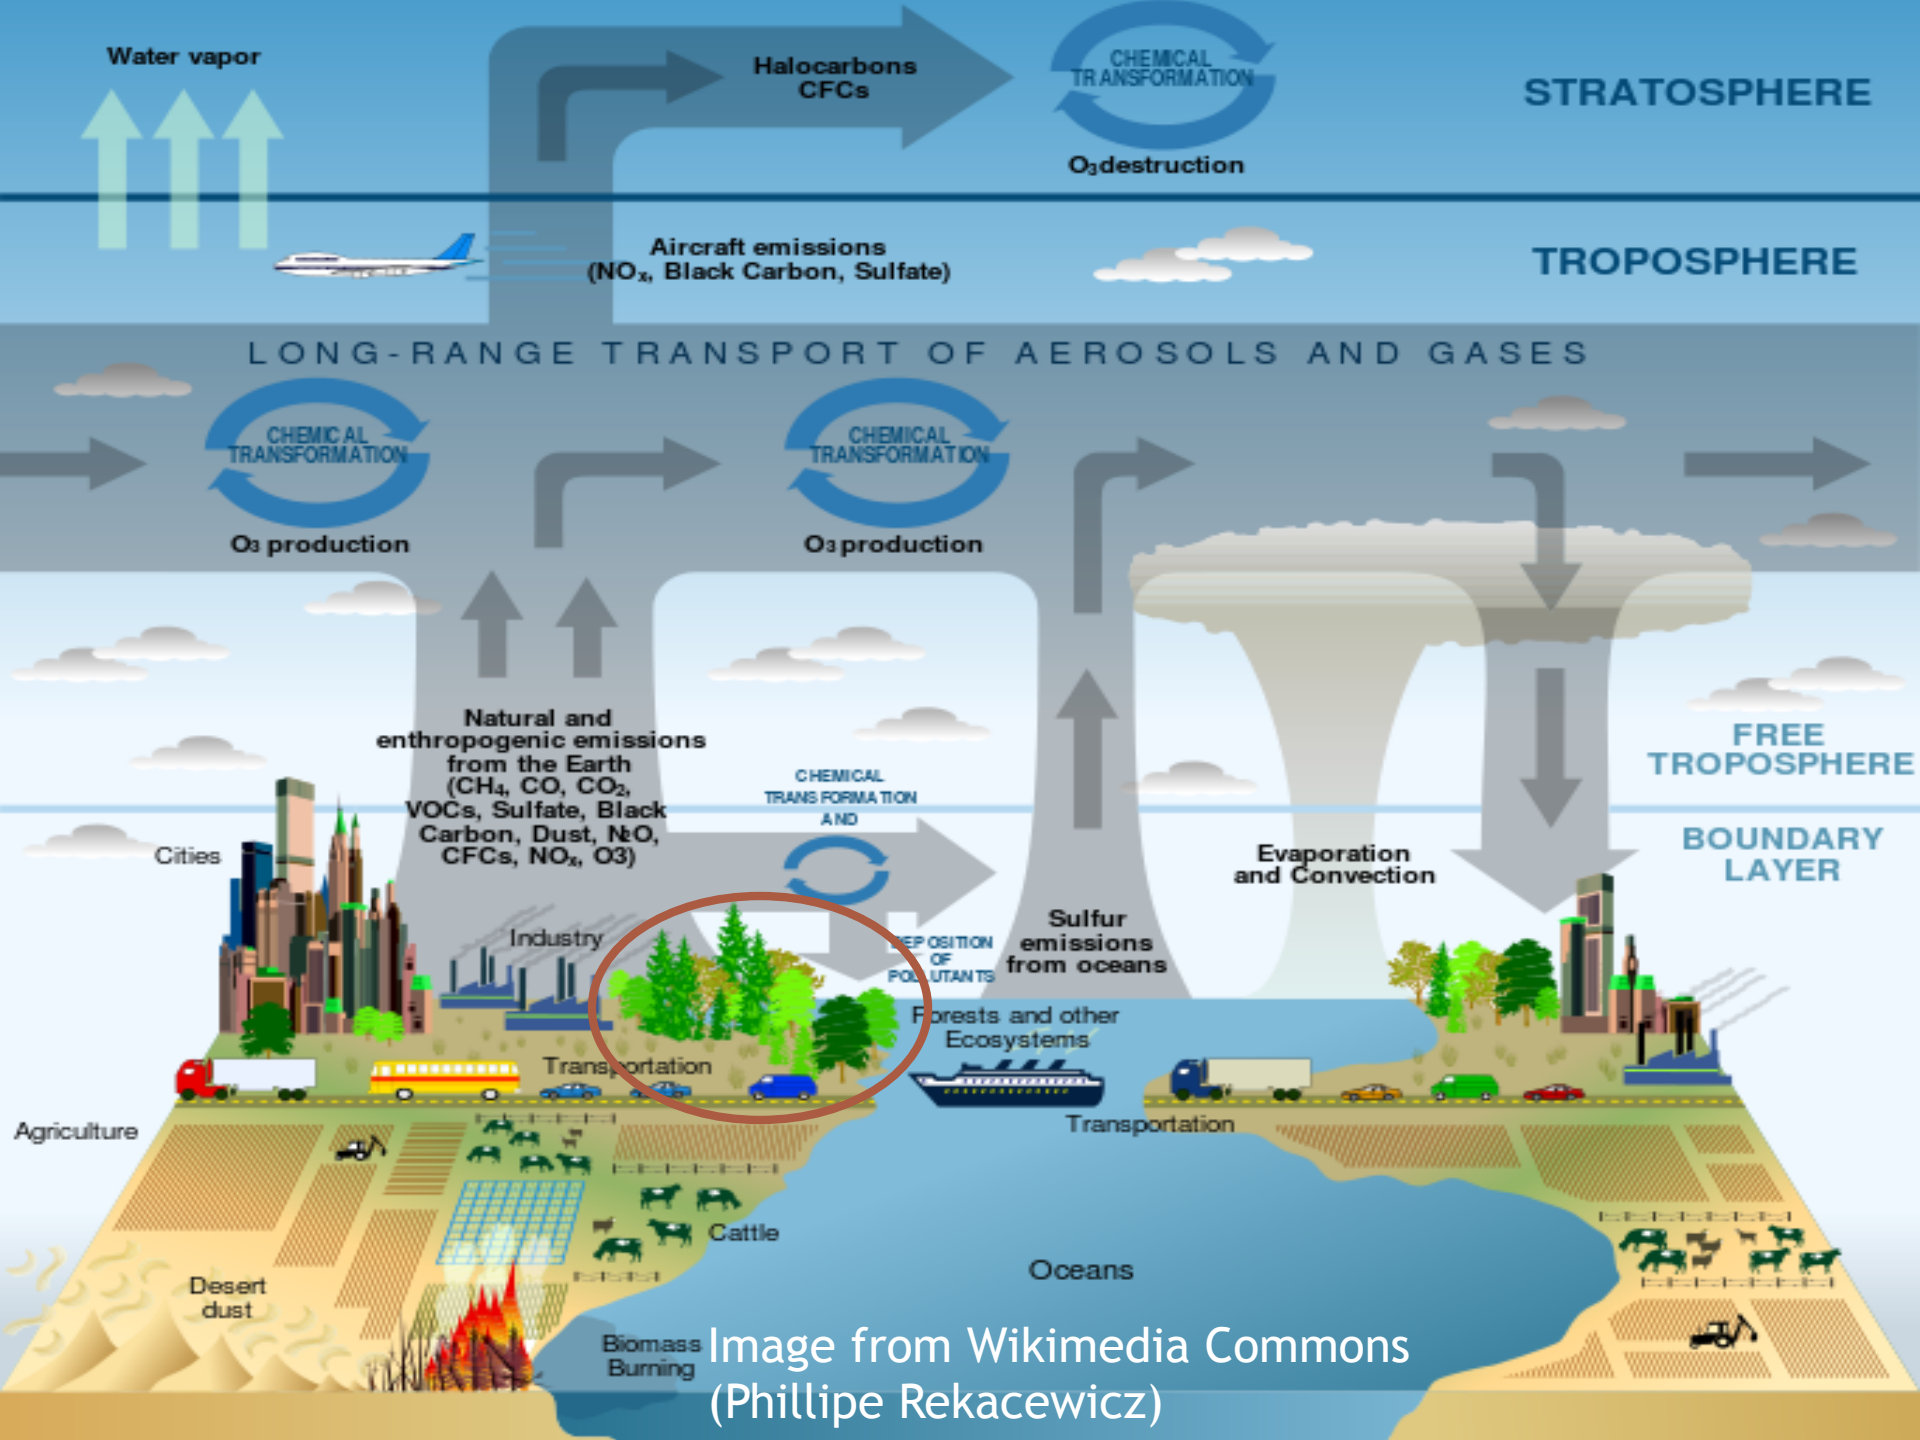 Water vapor
Halocarbons
CFCs
CHEMICAL
TRANSFORMATION
O3 destruction
STRATOSPHERE
Aircraft emissions
(NOx, Black Carbon, Sulfate)
TROPOSPHERE
LONG-RANGE TRANSPORT OF AEROSOLS AND GASES
CHEMICAL
TRANSFORMATION
O3 production
CHEMICAL
TRANSFORMATION
O3 production
Natural and
enthropogenic emissions
from the Earth
(CH4, CO, CO2,
VOCs, Sulfate, Black
Carbon, Dust, N2O,
CFCs, NOx, O3)
CHEMICAL
TRANSFORMATION
AND
DEPOSITION
OF
POLLUTANTS
FREE
TROPOSPHERE
BOUNDARY
LAYER
Cities
Industry
Evaporation
and Convection
Sulfur
emissions
from oceans
Forests and other
Ecosystems
Transportation
Transportation
Agriculture
Cattle
Desert
dust
Oceans
Biomass
Burning
Image from Wikimedia Commons
(Phillipe Rekacewicz)